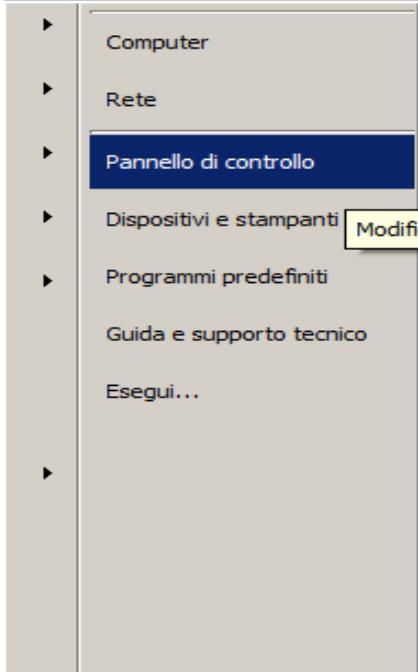 Computer
Rete
Pannello di controllo
Dispositivi e stampanti
Modifi
Programmi predefiniti
Guida e supporto tecnico
Esegui...